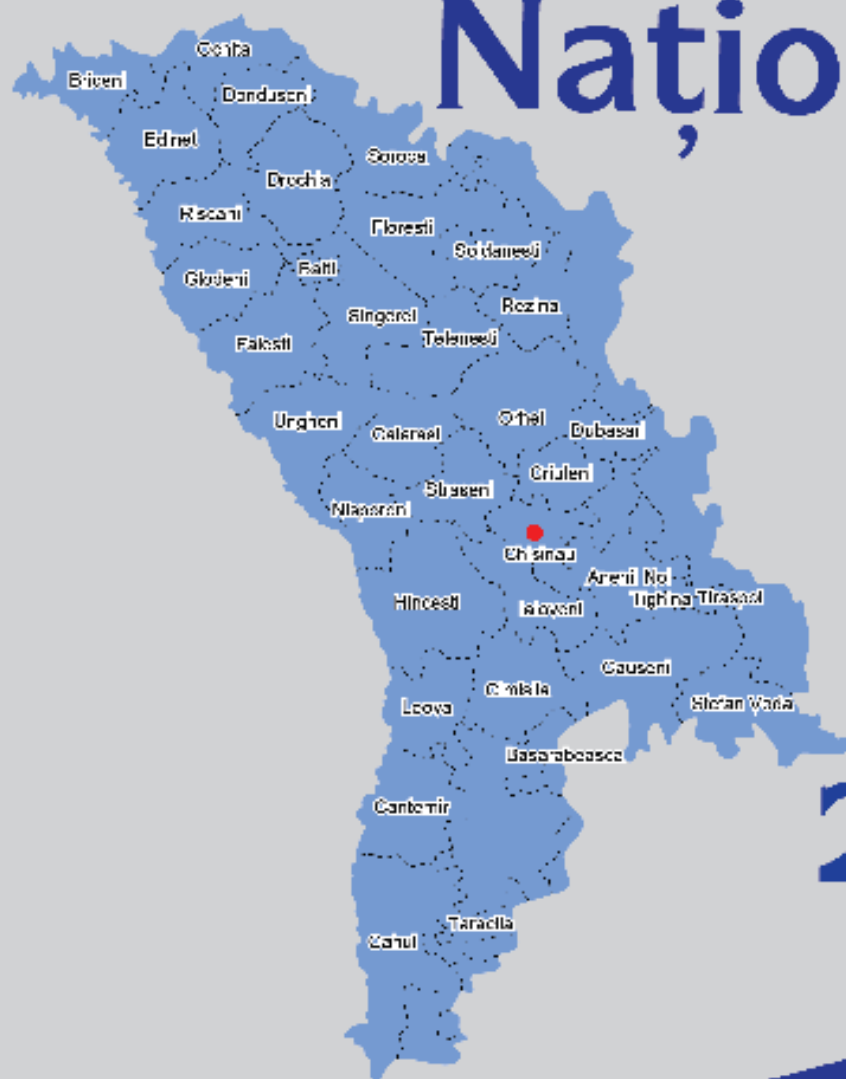 Națio
Ocnita
Briceni
Donduseni
Edinet
Soroca
Drochia
Riscani
Floresti
Soldanesti
Balti
Glodeni
Rezina
Singerei
Telenesti
Falesti
Orhei
Ungheni
Dubasari
Calarasi
Criuleni
Straseni
Nisporeni
Chisinau
Anenii Noi
Tighina Tiraspol
Hincesti
Ialoveni
Causeni
Cimislia
Stefan Voda
Leova
Basarabeasca
2
Cantemir
Taraclia
Cahul